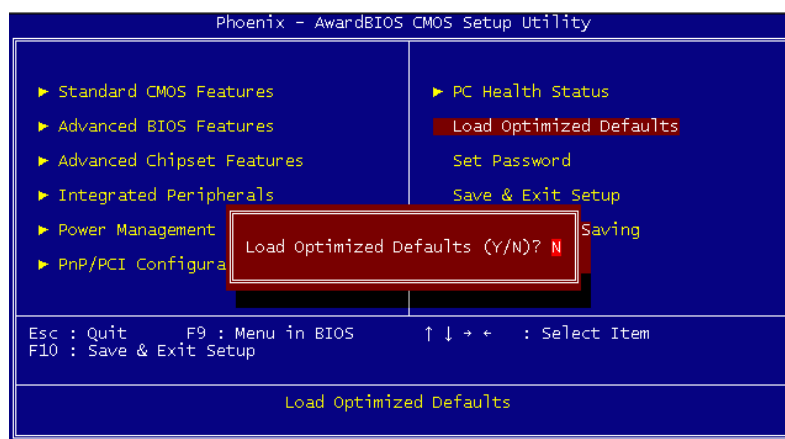 Phoenix - AwardBIOS CMOS Setup Utility
► Standard CMOS Features
► Advanced BIOS Features
► Advanced Chipset Features
► Integrated Peripherals
► Power Management
► PnP/PCI Configura
► PC Health Status
Load Optimized Defaults
Set Password
Save & Exit Setup
Saving
Load Optimized Defaults (Y/N)? N
Esc : Quit F9 : Menu in BIOS ↑ ↓ → ← : Select Item
F10 : Save & Exit Setup
Load Optimized Defaults